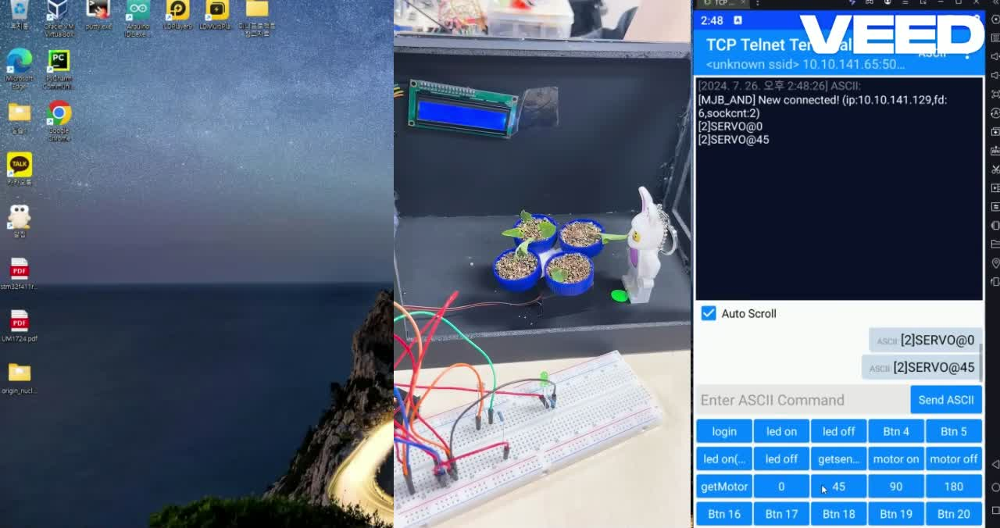 휴지통
Oracle VM
VirtualBox
putty.exe
Arduino
IDE.exe
LDPlayer9
LDMultiPla...
Microsoft
Edge
PyCharm
Communi...
Google
Chrome
TALK
카카오톡
알집
PDF
stm32f411r...
PDF
UM1724.pdf
origin_nucl...
2:48
VEED
TCP Telnet Terminal
<unknown ssid> 10.10.141.65:50...
[2024. 7. 26. 오후 2:48:26] ASCII:
[MJB_AND] New connected! (ip:10.10.141.129,fd:
6,sockcnt:2)
[2]SERVO@0
[2]SERVO@45
Auto Scroll
ASCII [2]SERVO@0
ASCII [2]SERVO@45
Enter ASCII Command
Send ASCII
login
led on
led off
Btn 4
Btn 5
led on(...
led off
getsen...
motor on
motor off
getMotor
0
45
90
180
Btn 16
Btn 17
Btn 18
Btn 19
Btn 20